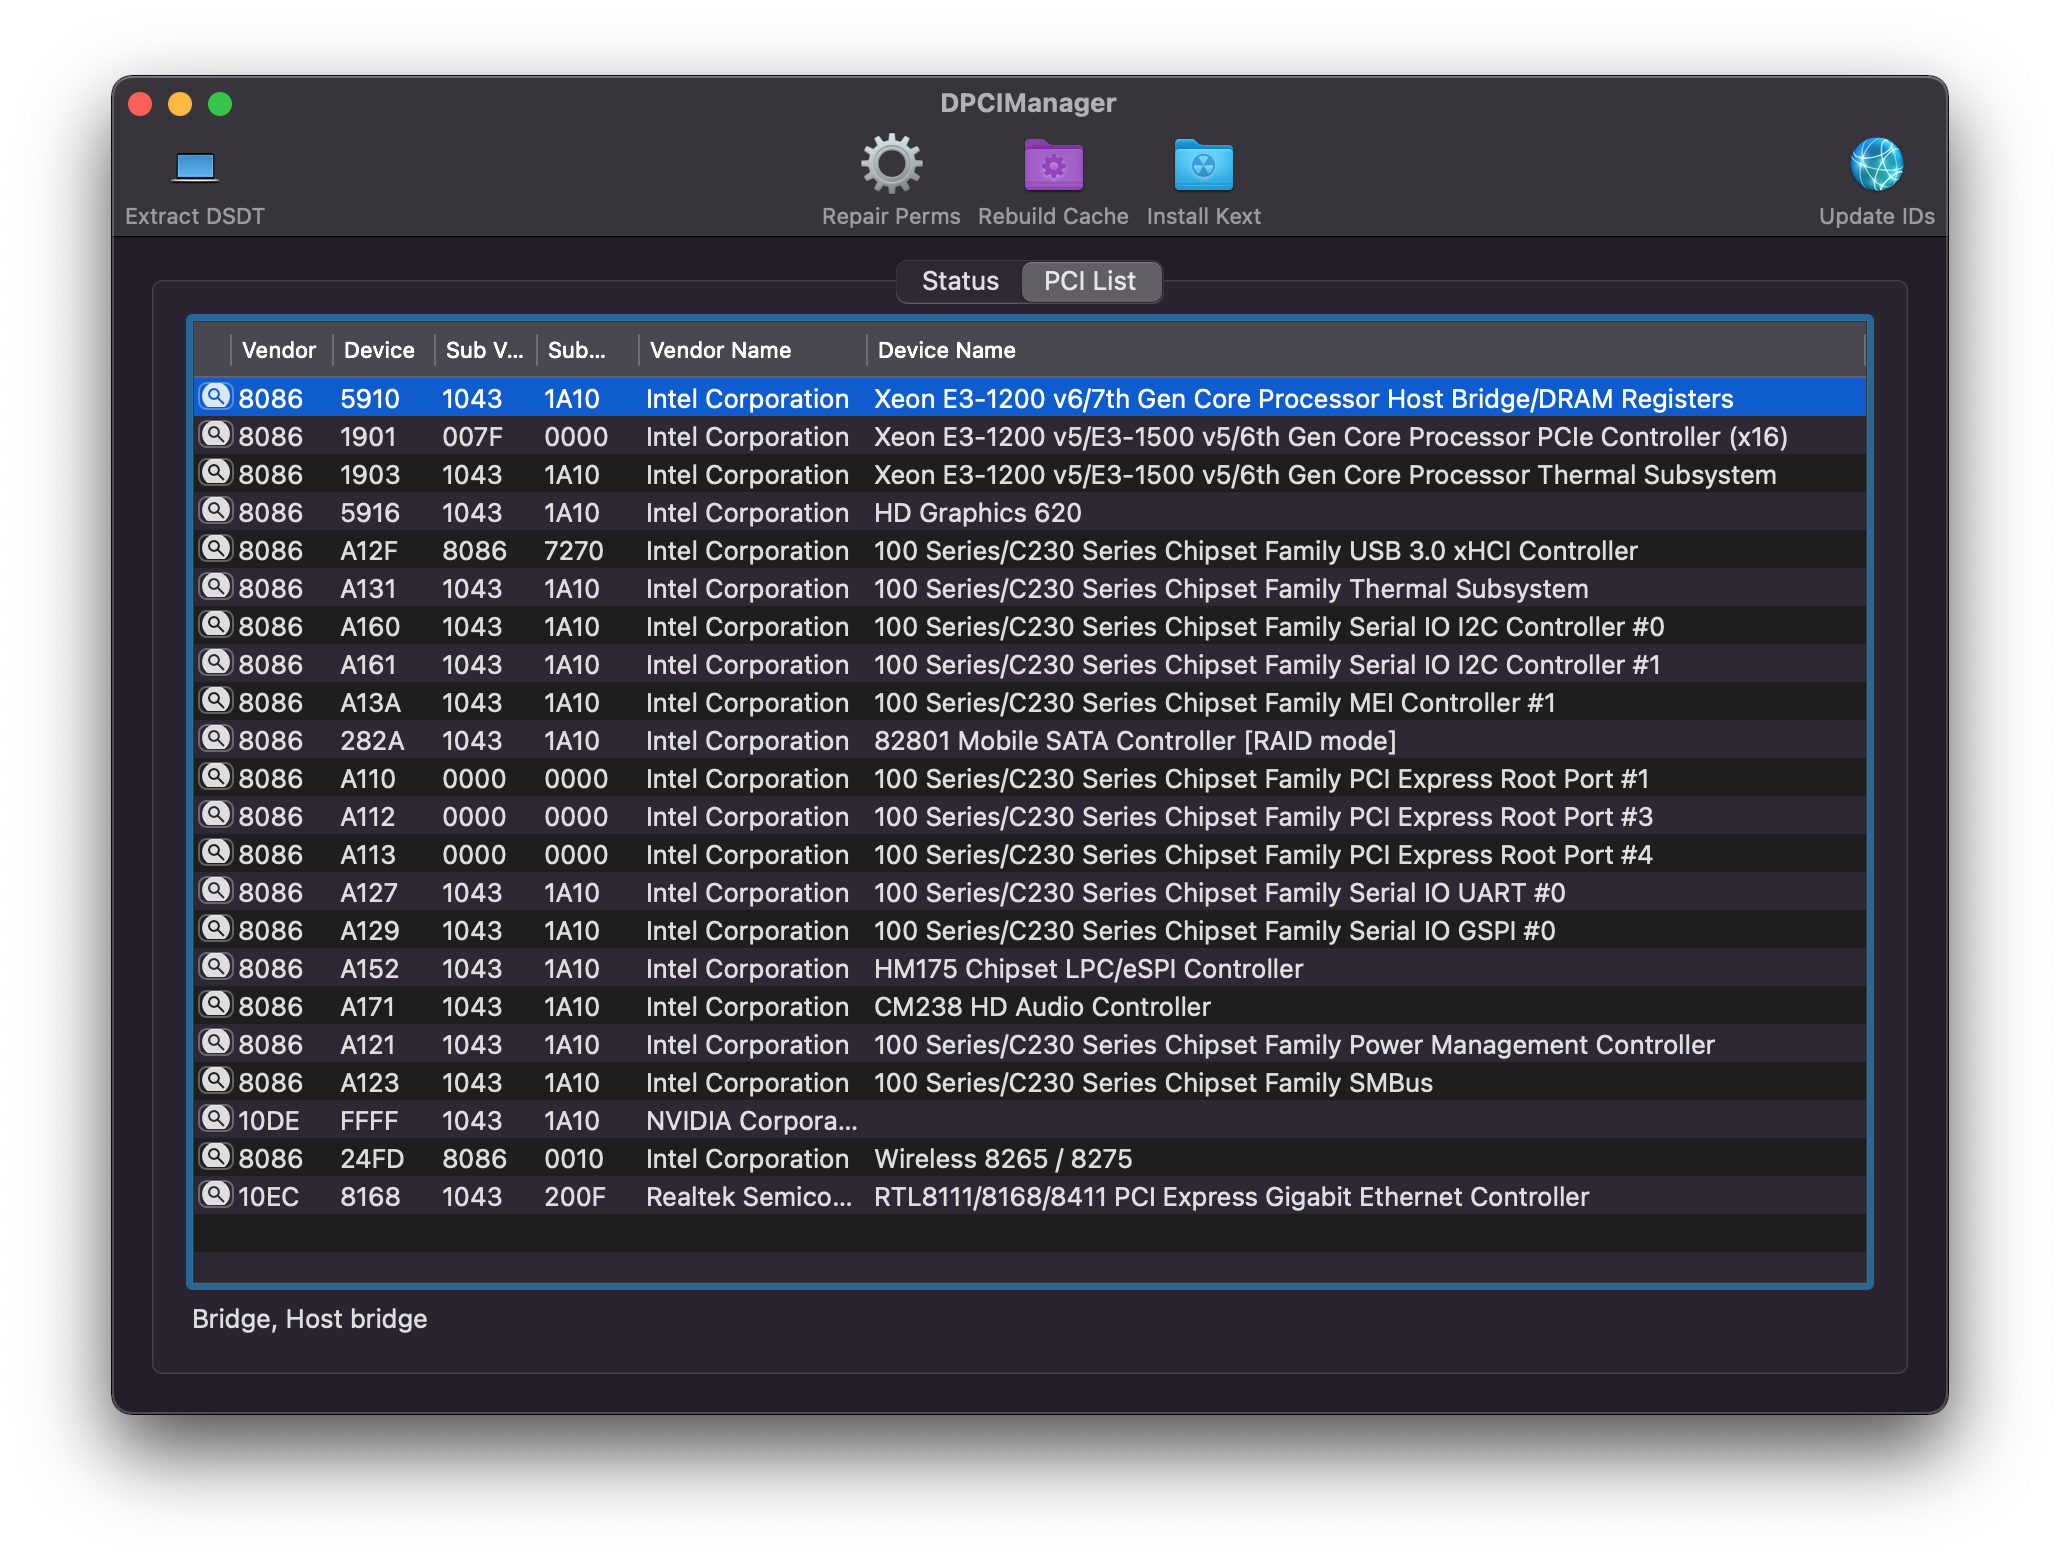 DPCIManager
Extract DSDT
Repair Perms
Rebuild Cache
Install Kext
Update IDs
Status
PCI List
Vendor Device Sub V... Sub... Vendor Name Device Name
8086 5910 1043 1A10 Intel Corporation Xeon E3-1200 v6/7th Gen Core Processor Host Bridge/DRAM Registers
8086 1901 007F 0000 Intel Corporation Xeon E3-1200 v5/E3-1500 v5/6th Gen Core Processor PCIe Controller (x16)
8086 1903 1043 1A10 Intel Corporation Xeon E3-1200 v5/E3-1500 v5/6th Gen Core Processor Thermal Subsystem
8086 5916 1043 1A10 Intel Corporation HD Graphics 620
8086 A12F 8086 7270 Intel Corporation 100 Series/C230 Series Chipset Family USB 3.0 xHCI Controller
8086 A131 1043 1A10 Intel Corporation 100 Series/C230 Series Chipset Family Thermal Subsystem
8086 A160 1043 1A10 Intel Corporation 100 Series/C230 Series Chipset Family Serial IO I2C Controller #0
8086 A161 1043 1A10 Intel Corporation 100 Series/C230 Series Chipset Family Serial IO I2C Controller #1
8086 A13A 1043 1A10 Intel Corporation 100 Series/C230 Series Chipset Family MEI Controller #1
8086 282A 1043 1A10 Intel Corporation 82801 Mobile SATA Controller [RAID mode]
8086 A110 0000 0000 Intel Corporation 100 Series/C230 Series Chipset Family PCI Express Root Port #1
8086 A112 0000 0000 Intel Corporation 100 Series/C230 Series Chipset Family PCI Express Root Port #3
8086 A113 0000 0000 Intel Corporation 100 Series/C230 Series Chipset Family PCI Express Root Port #4
8086 A127 1043 1A10 Intel Corporation 100 Series/C230 Series Chipset Family Serial IO UART #0
8086 A129 1043 1A10 Intel Corporation 100 Series/C230 Series Chipset Family Serial IO GSPI #0
8086 A152 1043 1A10 Intel Corporation HM175 Chipset LPC/eSPI Controller
8086 A171 1043 1A10 Intel Corporation CM238 HD Audio Controller
8086 A121 1043 1A10 Intel Corporation 100 Series/C230 Series Chipset Family Power Management Controller
8086 A123 1043 1A10 Intel Corporation 100 Series/C230 Series Chipset Family SMBus
10DE FFFF 1043 1A10 NVIDIA Corpora...
8086 24FD 8086 0010 Intel Corporation Wireless 8265 / 8275
10EC 8168 1043 200F Realtek Semico... RTL8111/8168/8411 PCI Express Gigabit Ethernet Controller
Bridge, Host bridge